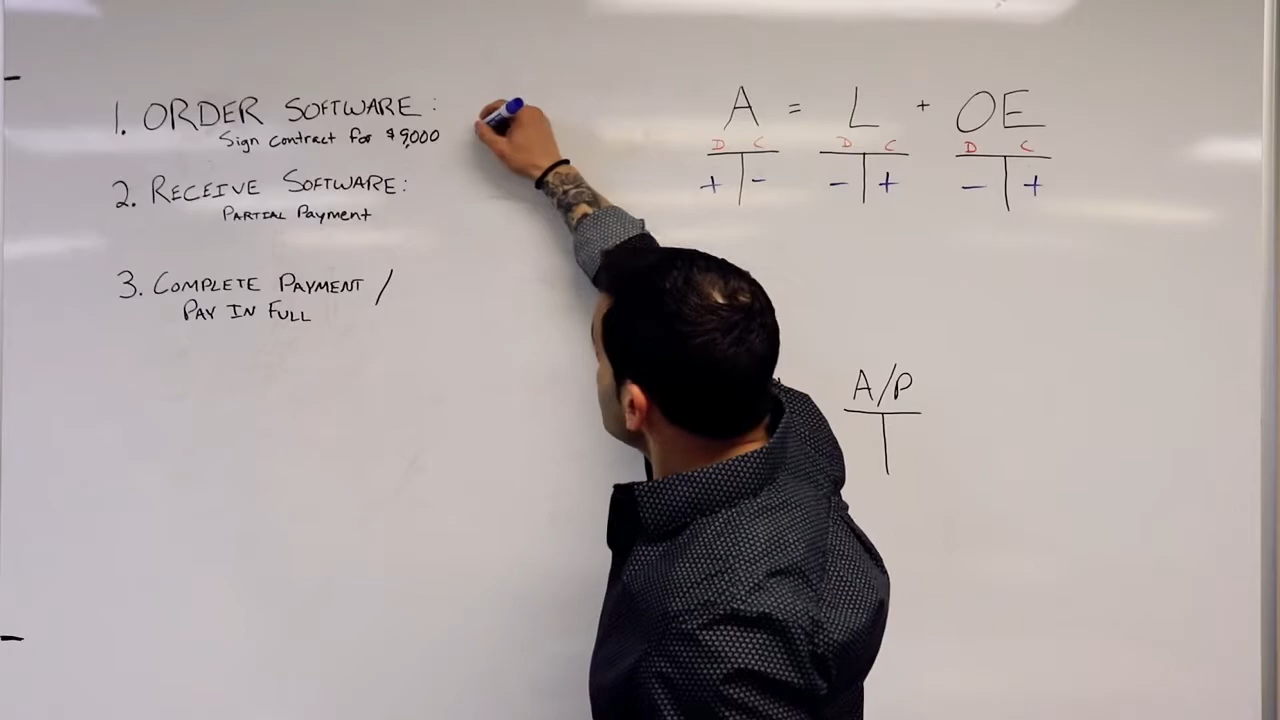 1. ORDER SOFTWARE:
Sign contract for $9,000
2. RECEIVE SOFTWARE:
PARTIAL Payment
3. COMPLETE PAYMENT /
PAY IN FULL
A = L + OE
D C D C D C
+ - - + - +
A/P